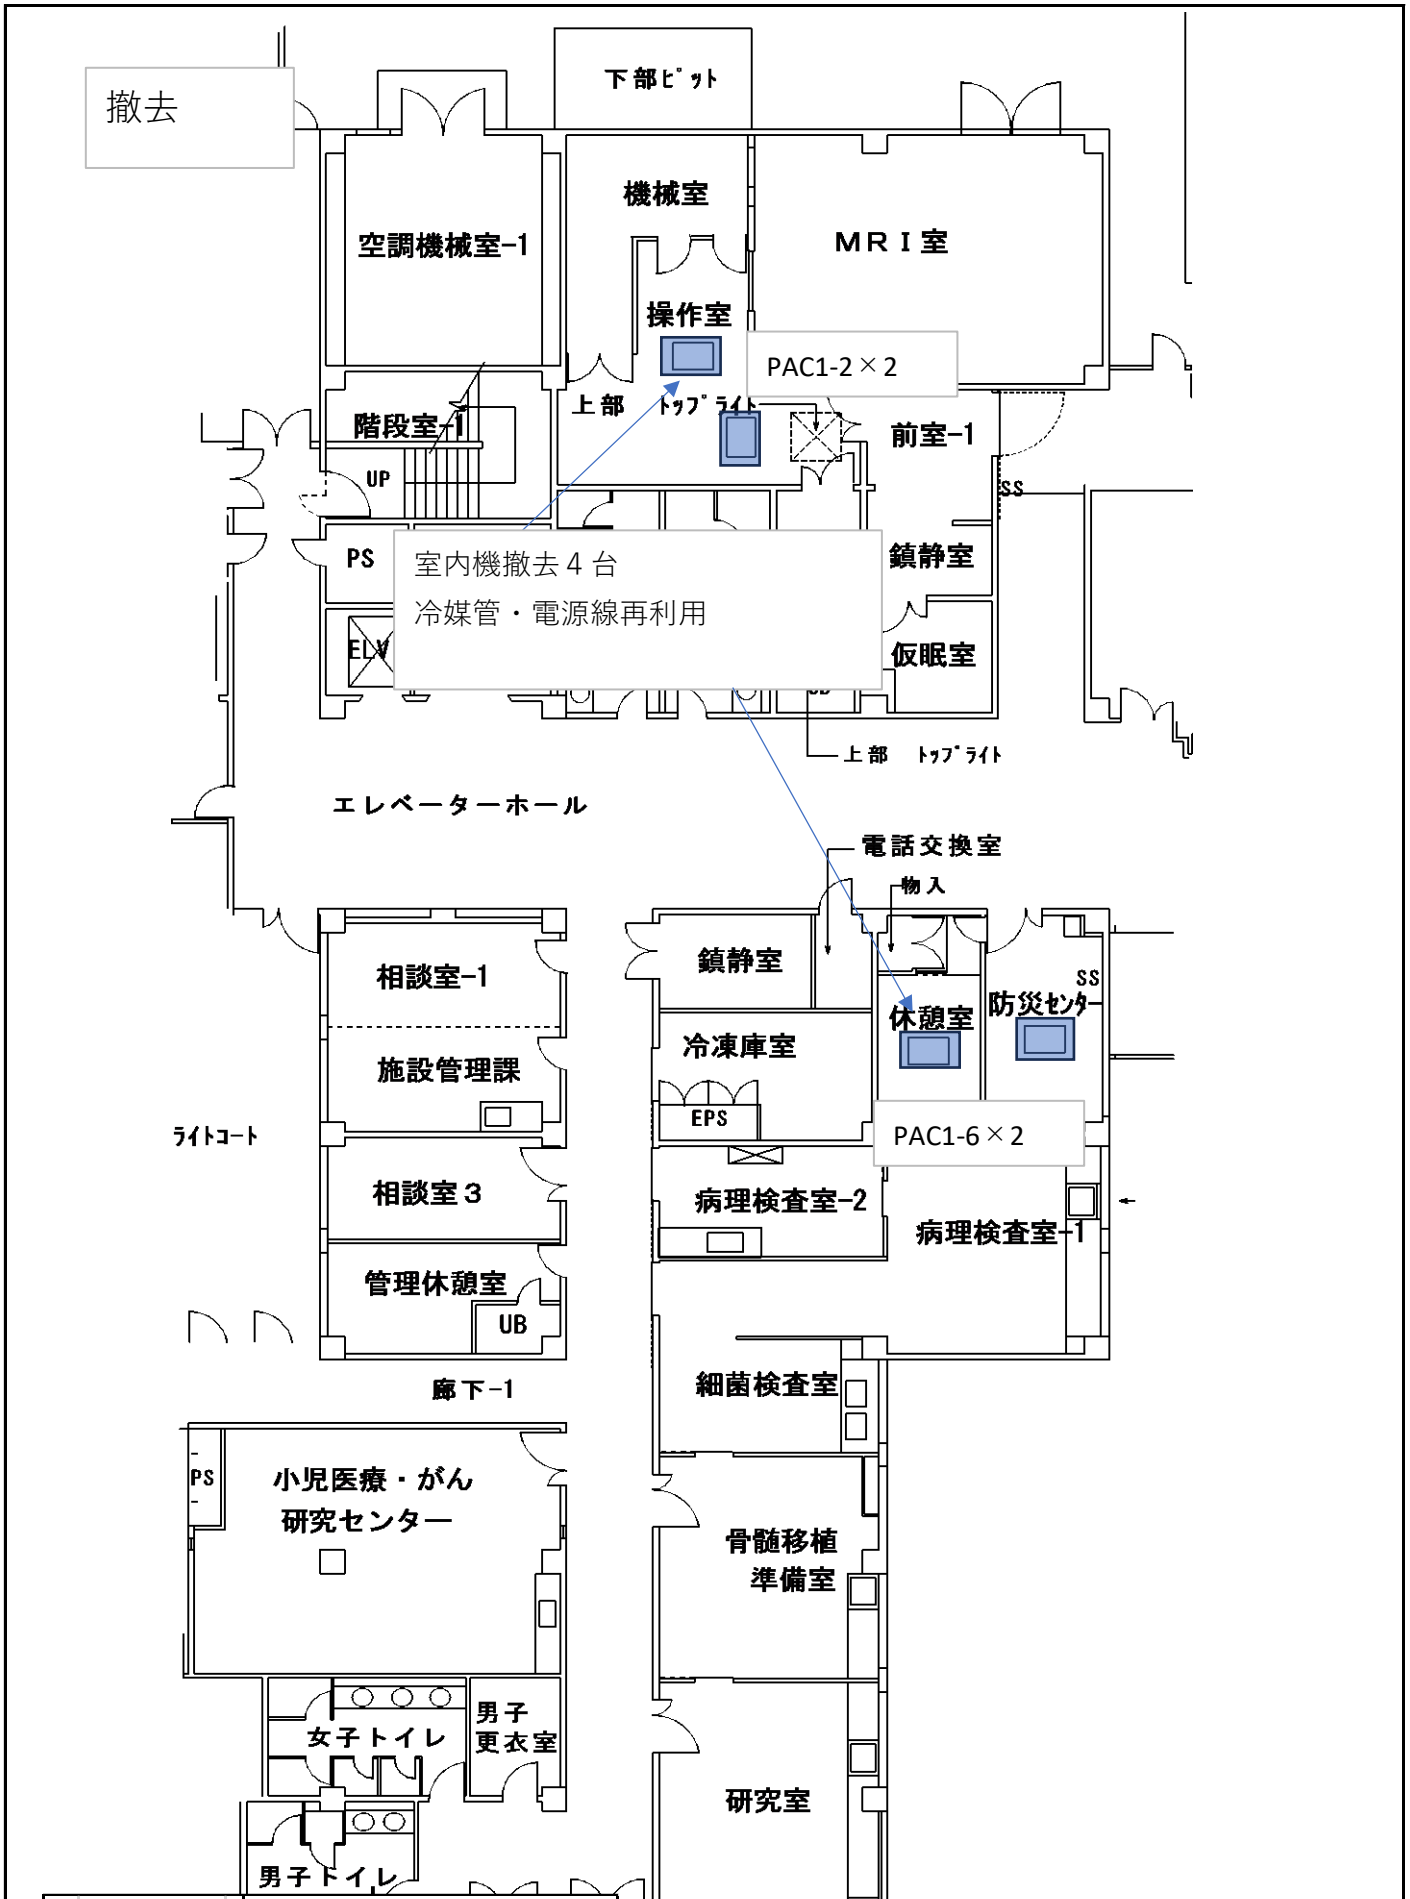 撤去
下部ﾋﾟｯﾄ
機械室
空調機械室-1
ＭＲＩ室
操作室
PAC1-2×2
上部　ﾄｯﾌﾟﾗｲﾄ
階段室-1
前室-1
UP
SS
PS
室内機撤去４台
冷媒管・電源線再利用
鎮静室
ELV
仮眠室
上部　ﾄｯﾌﾟﾗｲﾄ
エレベーターホール
電話交換室
物入
相談室-1
鎮静室
SS
防災ｾﾝﾀｰ
休憩室
冷凍庫室
施設管理課
EPS
PAC1-6×2
ﾗｲﾄｺｰﾄ
相談室３
病理検査室-2
病理検査室-1
管理休憩室
UB
細菌検査室
廊下-1
PS
小児医療・がん
研究センター
骨髄移植
準備室
男子
更衣室
女子トイレ
研究室
男子トイレ